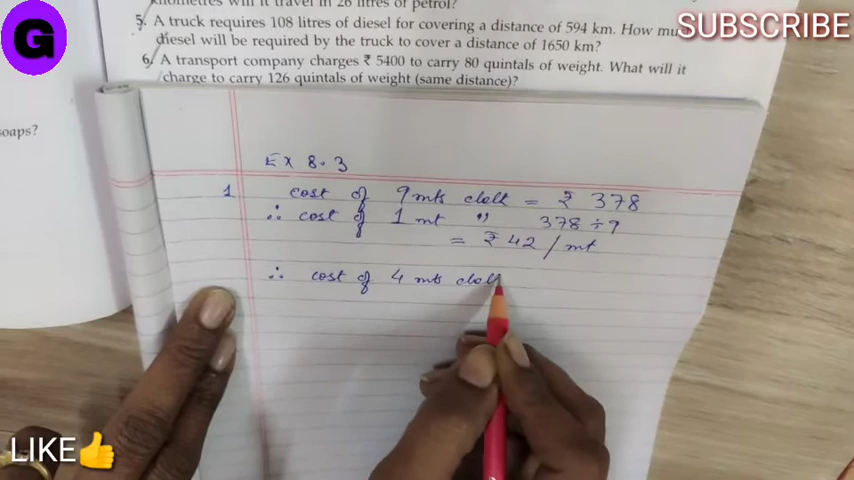 G
SUBSCRIBE
kilometres will it travel in 26 litres of petrol?
5. A truck requires 108 litres of diesel for covering a distance of 594 km. How mu
diesel will be required by the truck to cover a distance of 1650 km?
6. A transport company charges ₹ 5400 to carry 80 quintals of weight. What will it
charge to carry 126 quintals of weight (same distance)?
soaps?
EX 8.3
1 cost of 9 mts cloth = ₹ 378
∴ cost of 1 mt " 378 ÷ 9
= ₹ 42 / mt
∴ cost of 4 mts cloth
LIKE👍